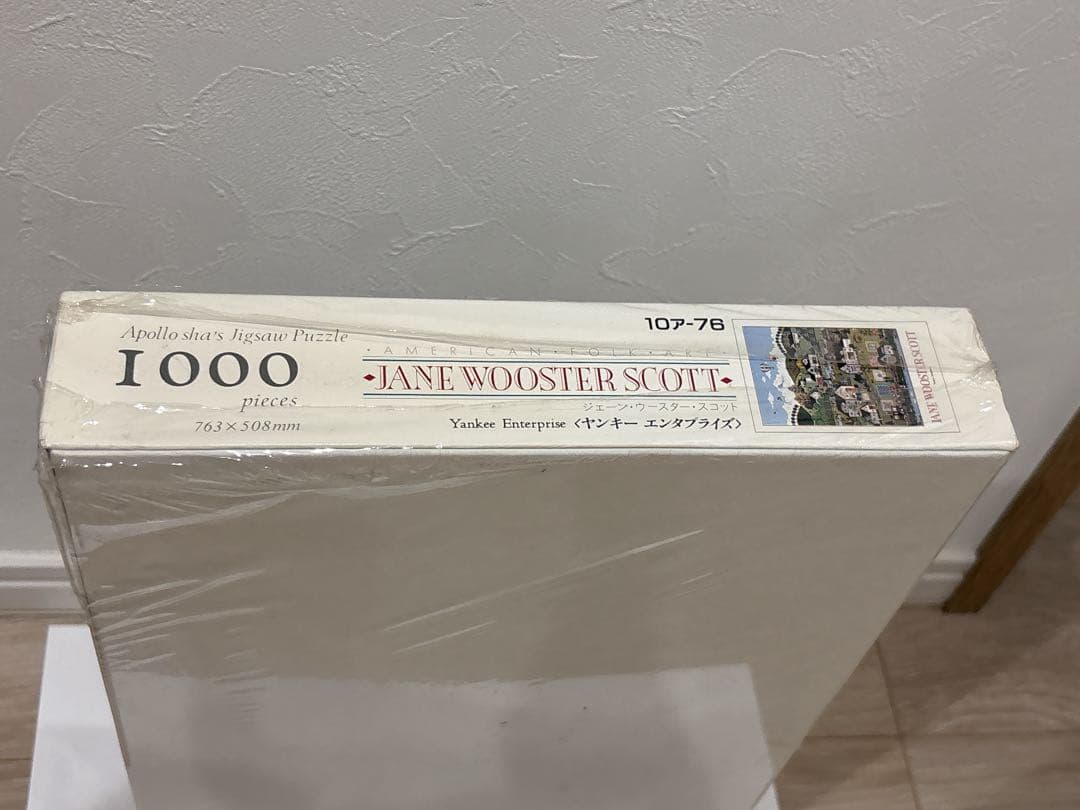 Apollo sha's Jigsaw Puzzle
1000
pieces
763×508mm
10ア-76
·AMERICAN·FOLK·ART·
JANE WOOSTER SCOTT
ジェーン・ウースター・スコット
Yankee Enterprise〈ヤンキー エンタプライズ〉
JANE WOOSTER SCOTT